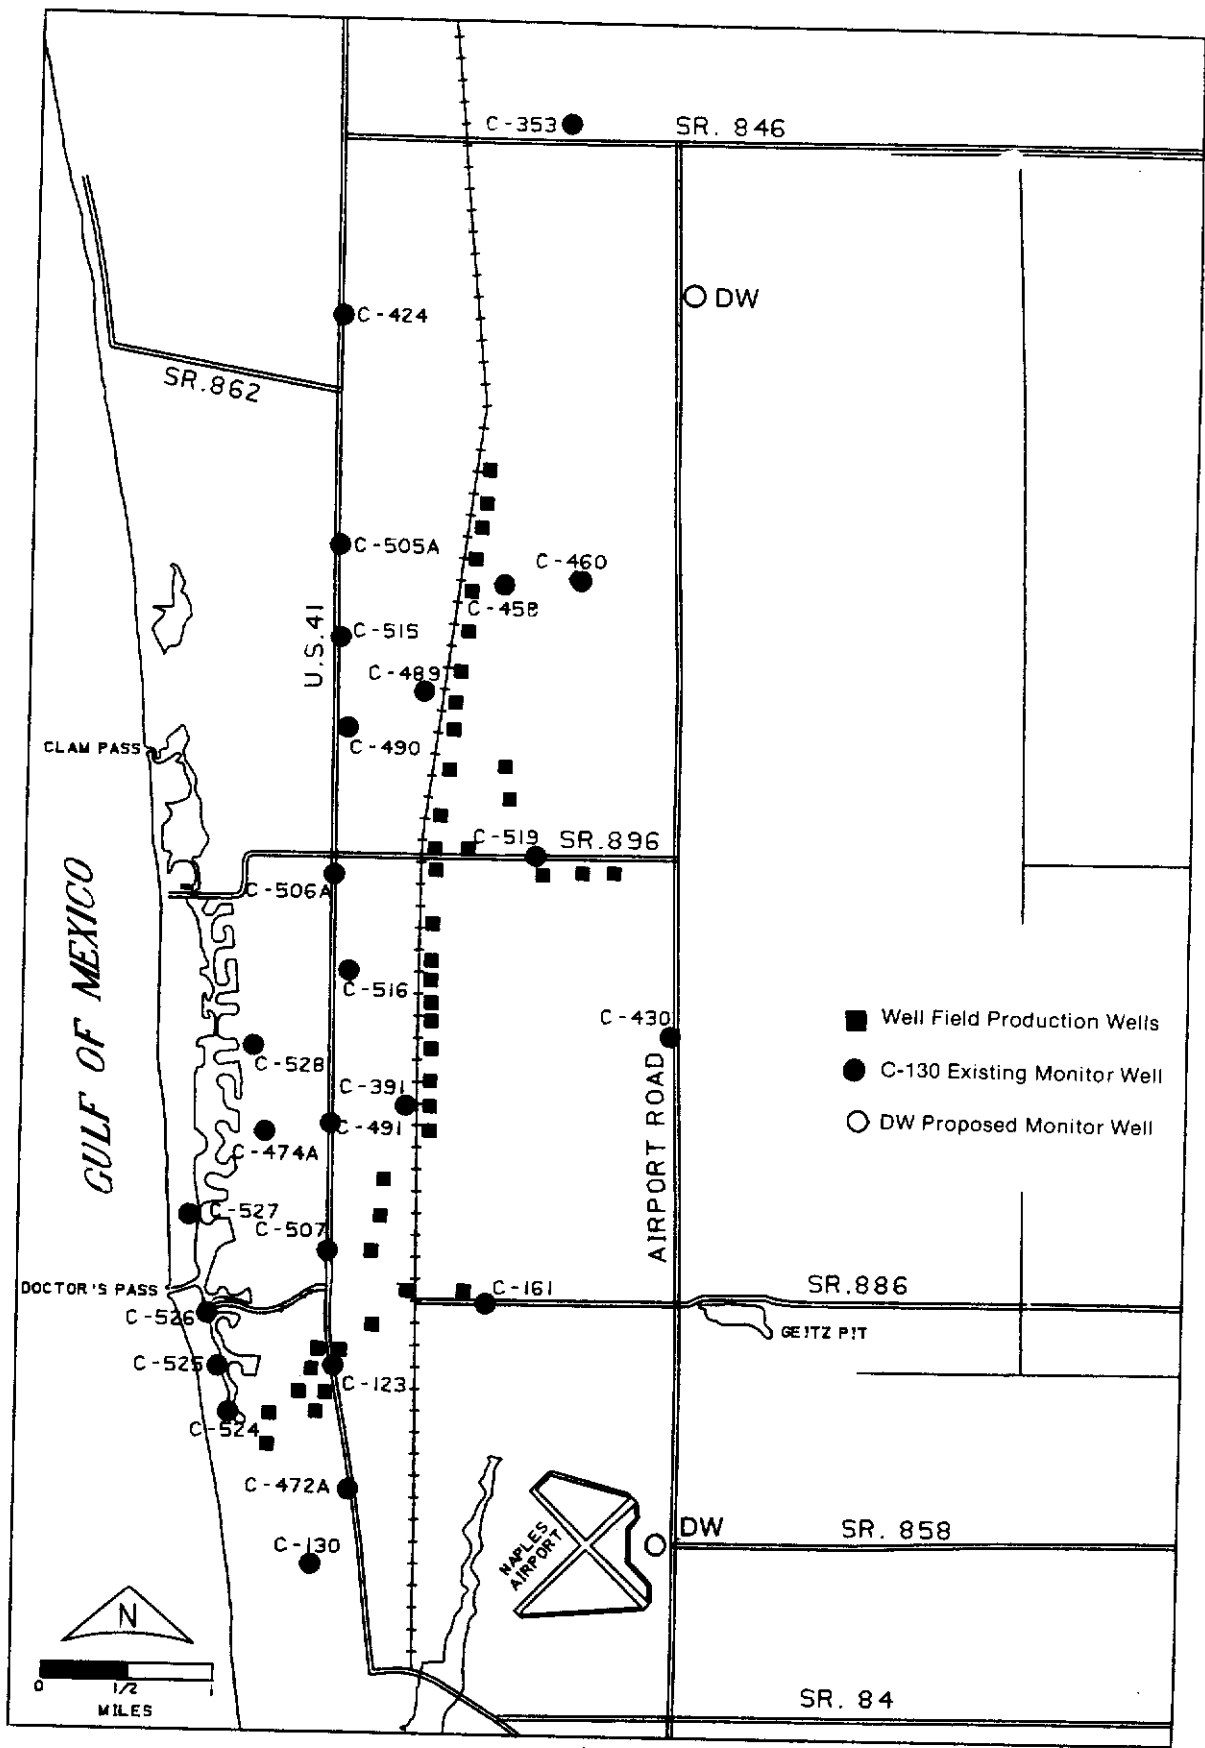 C-353
SR. 846
DW
C-424
SR.862
C-505A
C-460
C-458
U.S.41
C-515
C-489
C-490
CLAM PASS
C-519
SR.896
C-506A
GULF OF MEXICO
C-516
C-430
Well Field Production Wells
C-528
C-391
C-130 Existing Monitor Well
C-491
DW Proposed Monitor Well
C-474A
AIRPORT ROAD
C-527
C-507
DOCTOR'S PASS
C-161
SR.886
C-526
GEITZ PIT
C-525
C-123
C-524
C-472A
NAPLES
AIRPORT
DW
SR. 858
C-130
N
0 1/2 1
MILES
SR. 84